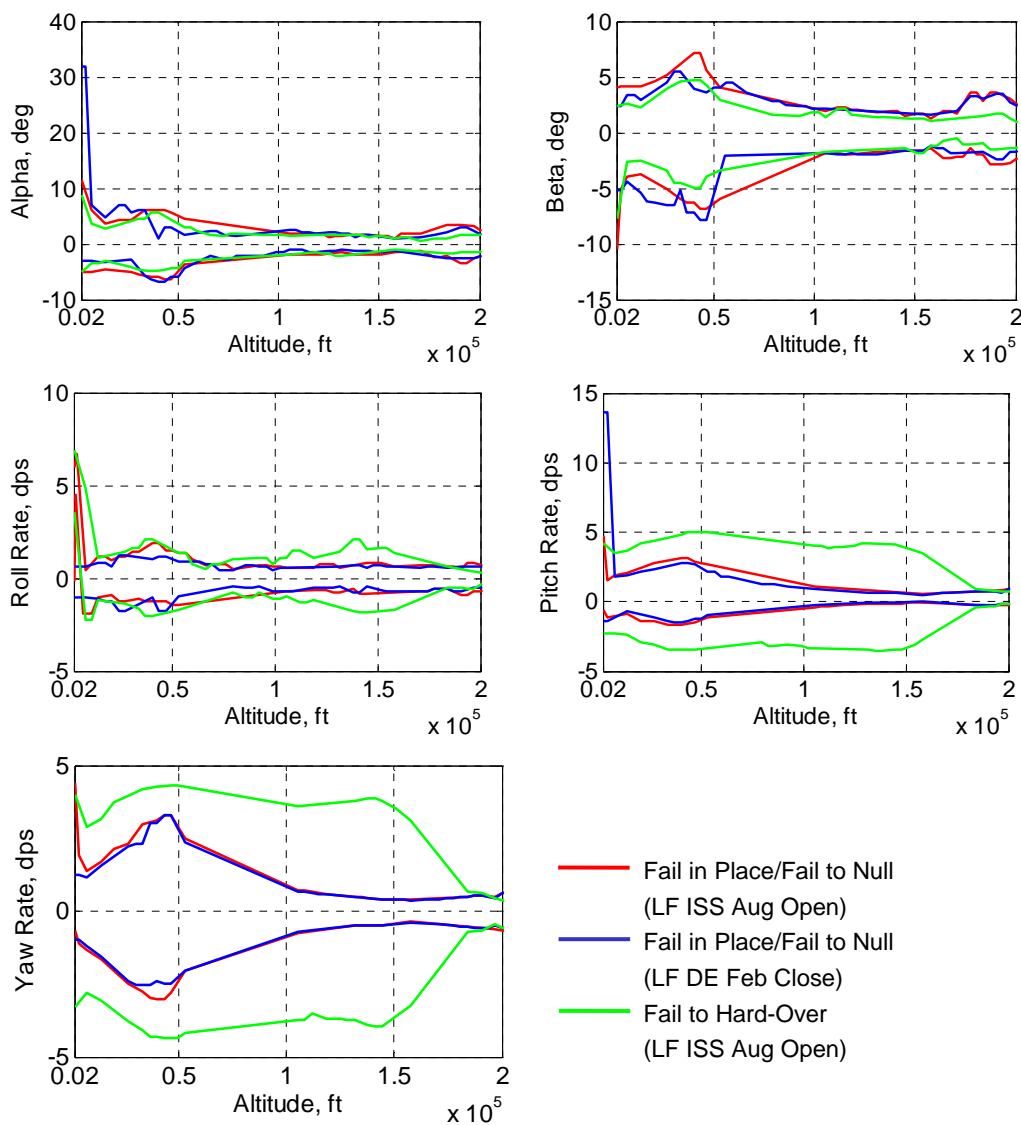 40
30
20
10
0
-10
Alpha, deg
0.02 0.5 1 1.5 2
Altitude, ft
x 10^5
10
5
0
-5
-10
-15
Beta, deg
0.02 0.5 1 1.5 2
Altitude, ft
x 10^5
10
5
0
-5
Roll Rate, dps
0.02 0.5 1 1.5 2
Altitude, ft
x 10^5
15
10
5
0
-5
Pitch Rate, dps
0.02 0.5 1 1.5 2
Altitude, ft
x 10^5
5
0
-5
Yaw Rate, dps
0.02 0.5 1 1.5 2
Altitude, ft
x 10^5
Fail in Place/Fail to Null
(LF ISS Aug Open)
Fail in Place/Fail to Null
(LF DE Feb Close)
Fail to Hard-Over
(LF ISS Aug Open)